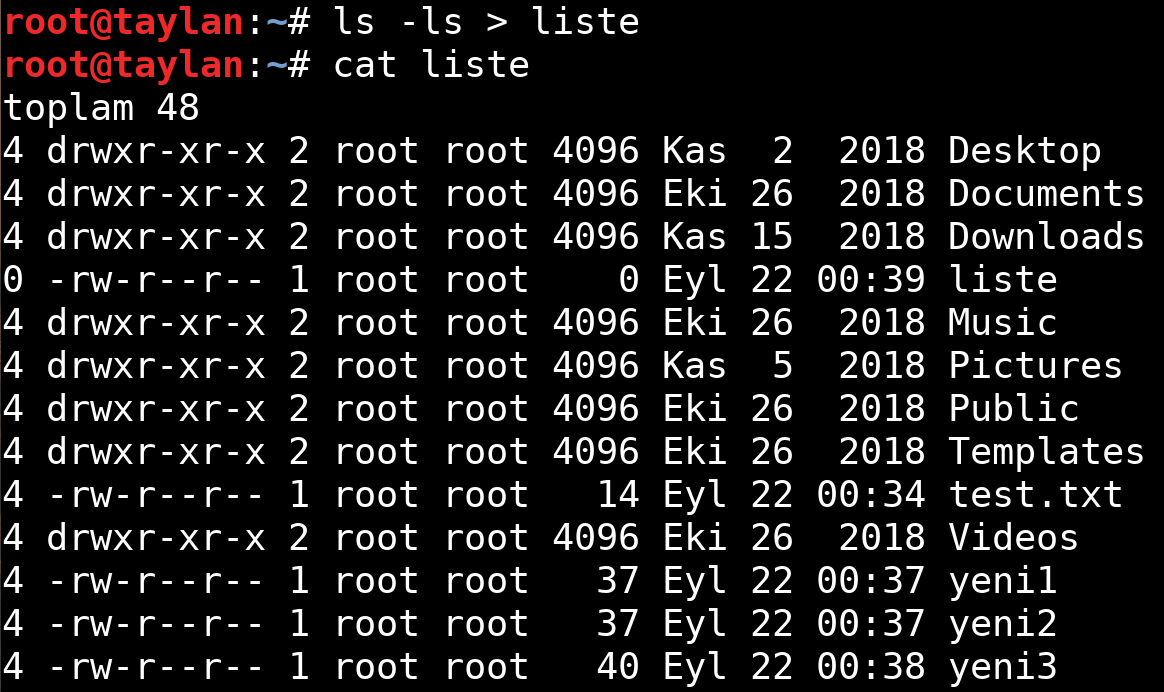 root@taylan:~# ls -ls > liste
root@taylan:~# cat liste
toplam 48
4 drwxr-xr-x 2 root root 4096 Kas  2  2018 Desktop
4 drwxr-xr-x 2 root root 4096 Eki 26  2018 Documents
4 drwxr-xr-x 2 root root 4096 Kas 15  2018 Downloads
0 -rw-r--r-- 1 root root    0 Eyl 22 00:39 liste
4 drwxr-xr-x 2 root root 4096 Eki 26  2018 Music
4 drwxr-xr-x 2 root root 4096 Kas  5  2018 Pictures
4 drwxr-xr-x 2 root root 4096 Eki 26  2018 Public
4 drwxr-xr-x 2 root root 4096 Eki 26  2018 Templates
4 -rw-r--r-- 1 root root   14 Eyl 22 00:34 test.txt
4 drwxr-xr-x 2 root root 4096 Eki 26  2018 Videos
4 -rw-r--r-- 1 root root   37 Eyl 22 00:37 yeni1
4 -rw-r--r-- 1 root root   37 Eyl 22 00:37 yeni2
4 -rw-r--r-- 1 root root   40 Eyl 22 00:38 yeni3